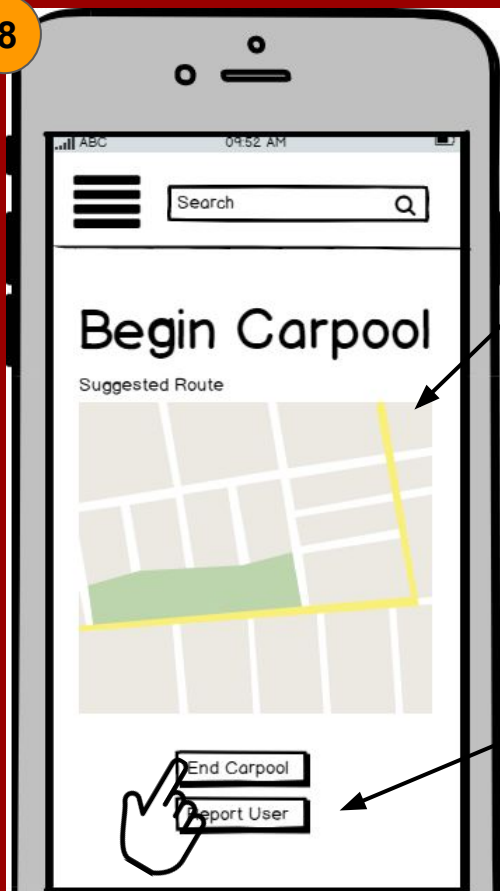 8
ABC 09:52 AM
Search
Begin Carpool
Suggested Route
End Carpool
Report User